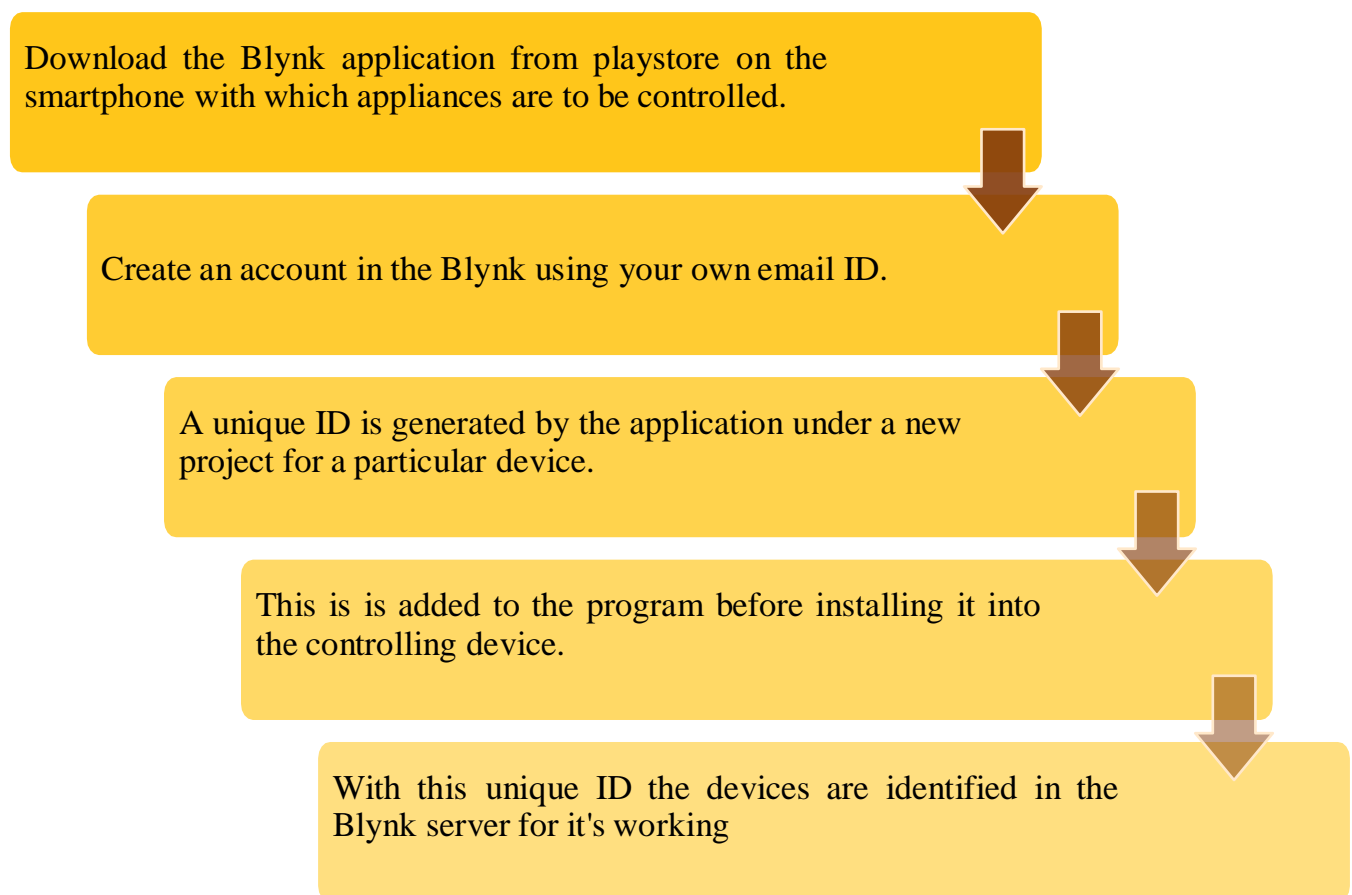 Download the Blynk application from playstore on the
smartphone with which appliances are to be controlled.
Create an account in the Blynk using your own email ID.
A unique ID is generated by the application under a new
project for a particular device.
This is is added to the program before installing it into
the controlling device.
With this unique ID the devices are identified in the
Blynk server for it's working